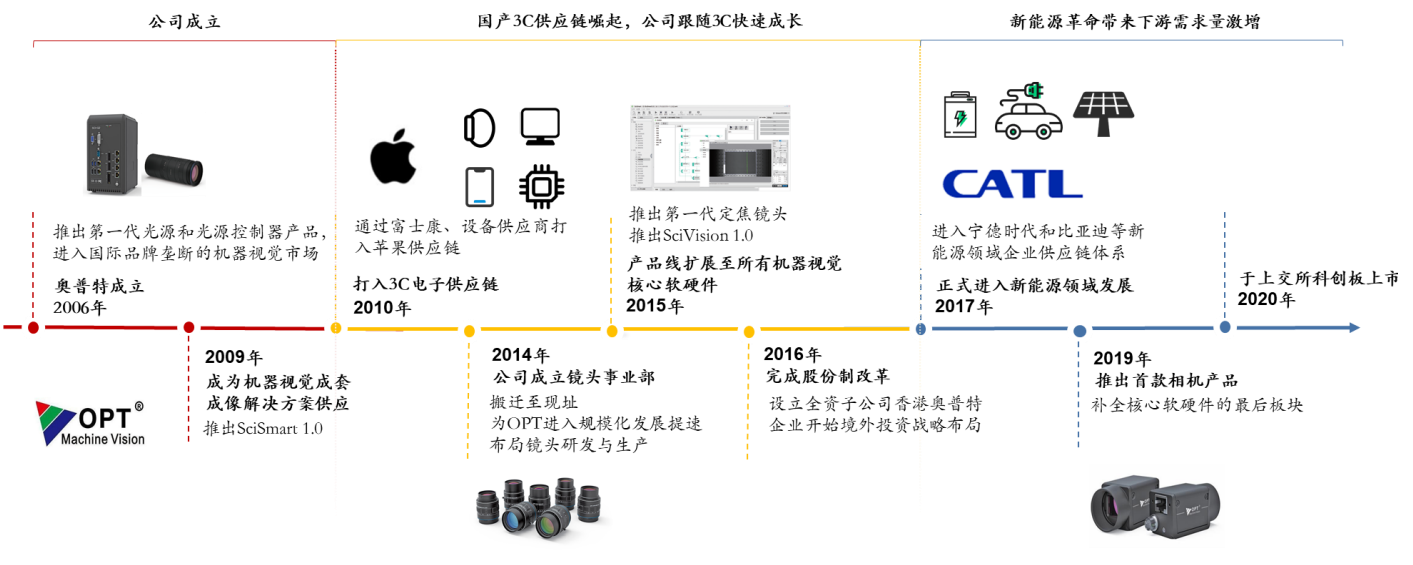 公司成立
国产3C供应链崛起，公司跟随3C快速成长
新能源革命带来下游需求量激增
CATL
推出第一代光源和光源控制器产品，
进入国际品牌垄断的机器视觉市场
奥普特成立
2006年
通过富士康、设备供应商打
入苹果供应链
打入3C电子供应链
2010年
推出第一代定焦镜头
推出SciVision 1.0
产品线扩展至所有机器视觉
核心软硬件
2015年
进入宁德时代和比亚迪等新
能源领域企业供应链体系
正式进入新能源领域发展
2017年
于上交所科创板上市
2020年
2009年
成为机器视觉成套
成像解决方案供应
推出SciSmart 1.0
OPT®
Machine Vision
2014年
公司成立镜头事业部
搬迁至现址
为OPT进入规模化发展提速
布局镜头研发与生产
2016年
完成股份制改革
设立全资子公司香港奥普特
企业开始境外投资战略布局
2019年
推出首款相机产品
补全核心软硬件的最后板块
OPT
OPT